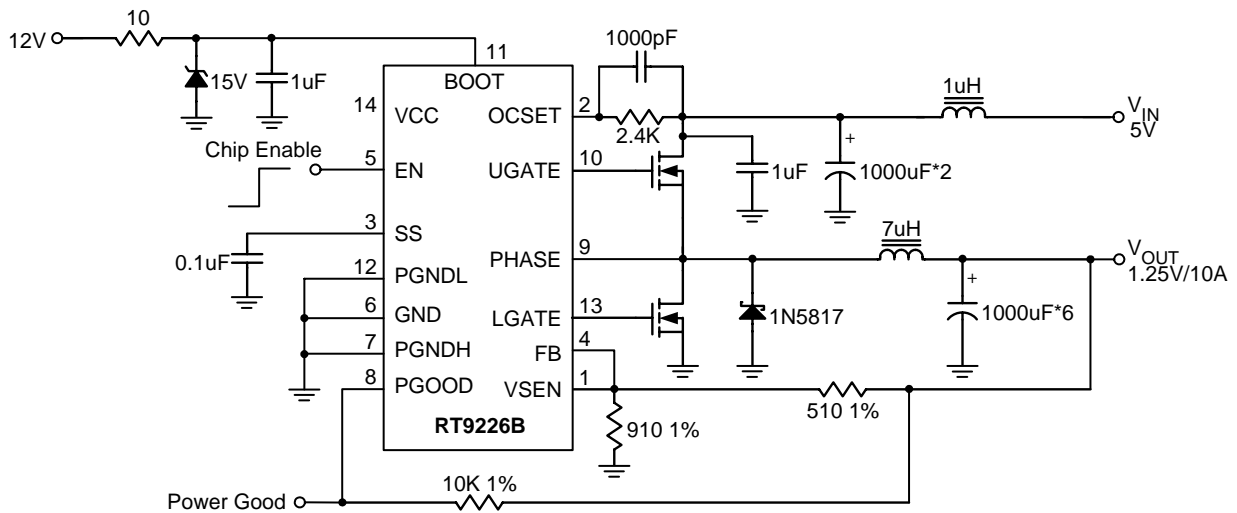 10
12V
15V
1uF
11
BOOT
1000pF
2.4K
1uH
VIN
5V
14
VCC
OCSET
2
Chip Enable
5
EN
UGATE
10
1uF
+
1000uF*2
3
SS
0.1uF
PHASE
9
7uH
VOUT
1.25V/10A
12
PGNDL
6
GND
LGATE
13
1N5817
+
1000uF*6
7
PGNDH
FB
4
8
PGOOD
VSEN
1
510 1%
RT9226B
910 1%
10K 1%
Power Good